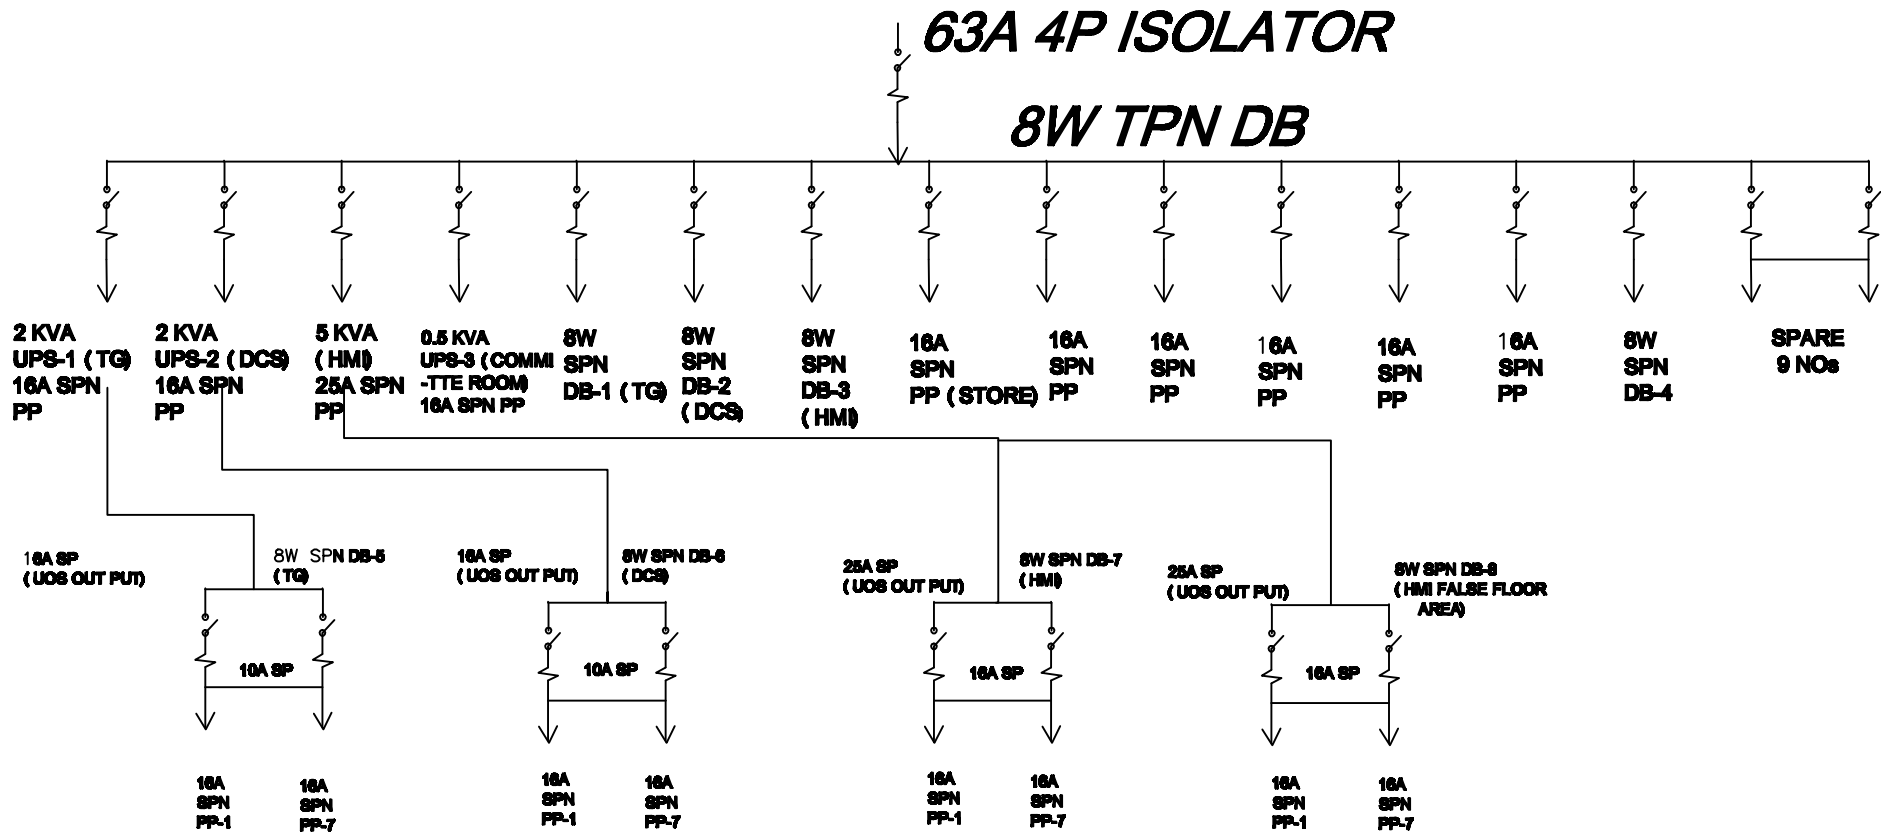 63A 4P ISOLATOR
8W TPN DB
2 KVA
UPS-1 ( TG)
16A SPN
PP
2 KVA
UPS-2 ( DCS)
16A SPN
PP
5 KVA
( HMI)
25A SPN
PP
0.5 KVA
UPS-3 ( COMMI
-TTE ROOM)
16A SPN PP
8W
SPN
DB-1 ( TG)
8W
SPN
DB-2
( DCS)
8W
SPN
DB-3
( HMI)
16A
SPN
PP ( STORE)
16A
SPN
PP
16A
SPN
PP
16A
SPN
PP
16A
SPN
PP
16A
SPN
PP
8W
SPN
DB-4
SPARE
9 NOs
16A SP
( UOS OUT PUT)
8W SPN DB-5
( TG)
10A SP
16A SP
( UOS OUT PUT)
8W SPN DB-6
( DCS)
10A SP
25A SP
( UOS OUT PUT)
8W SPN DB-7
( HMI)
16A SP
25A SP
( UOS OUT PUT)
8W SPN DB-8
( HMI FALSE FLOOR
AREA)
16A SP
16A
SPN
PP-1
16A
SPN
PP-7
16A
SPN
PP-1
16A
SPN
PP-7
16A
SPN
PP-1
16A
SPN
PP-7
16A
SPN
PP-1
16A
SPN
PP-7